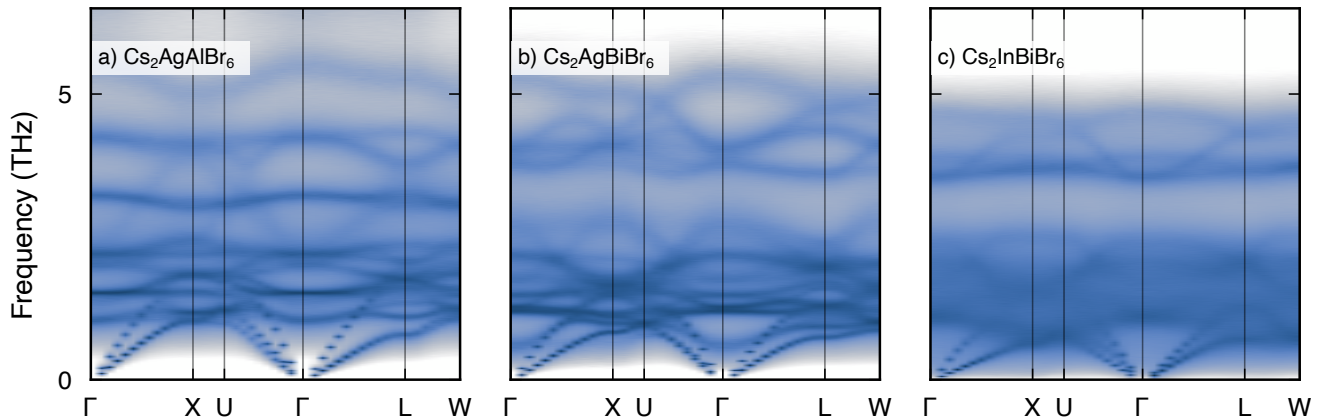 a) Cs₂AgAlBr₆
b) Cs₂AgBiBr₆
c) Cs₂InBiBr₆
Frequency (THz)
5
0
Γ X U Γ L W
Γ X U Γ L W
Γ X U Γ L W